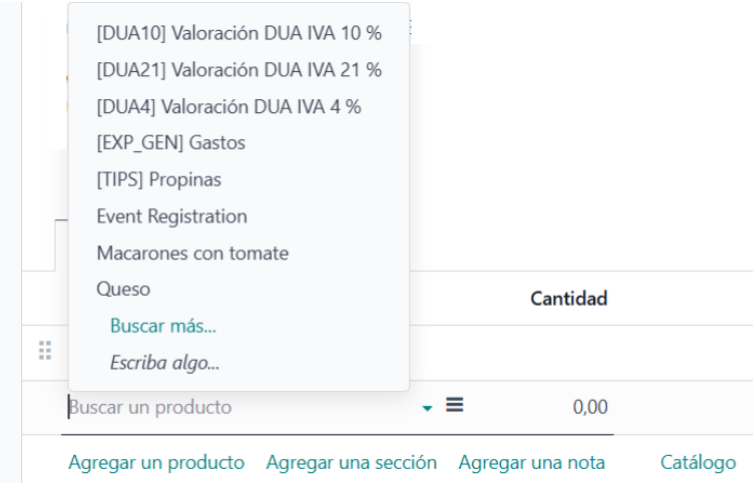 [DUA10] Valoración DUA IVA 10 %
[DUA21] Valoración DUA IVA 21 %
[DUA4] Valoración DUA IVA 4 %
[EXP_GEN] Gastos
[TIPS] Propinas
Event Registration
Macarones con tomate
Queso
Buscar más...
Escriba algo...
Cantidad
Buscar un producto 0,00
Agregar un producto Agregar una sección Agregar una nota Catálogo